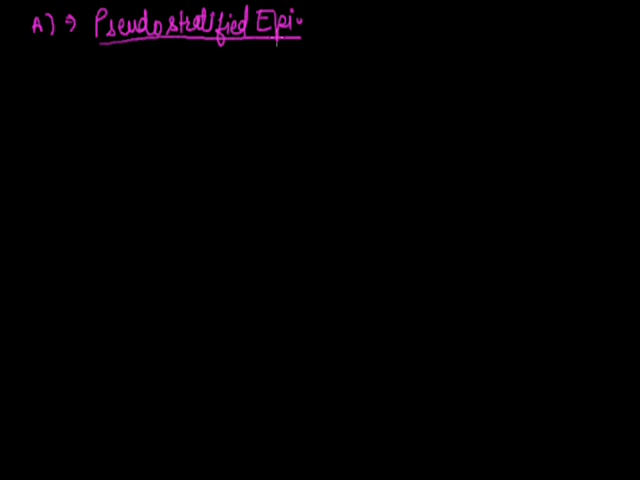 A) → Pseudostratified Epi.